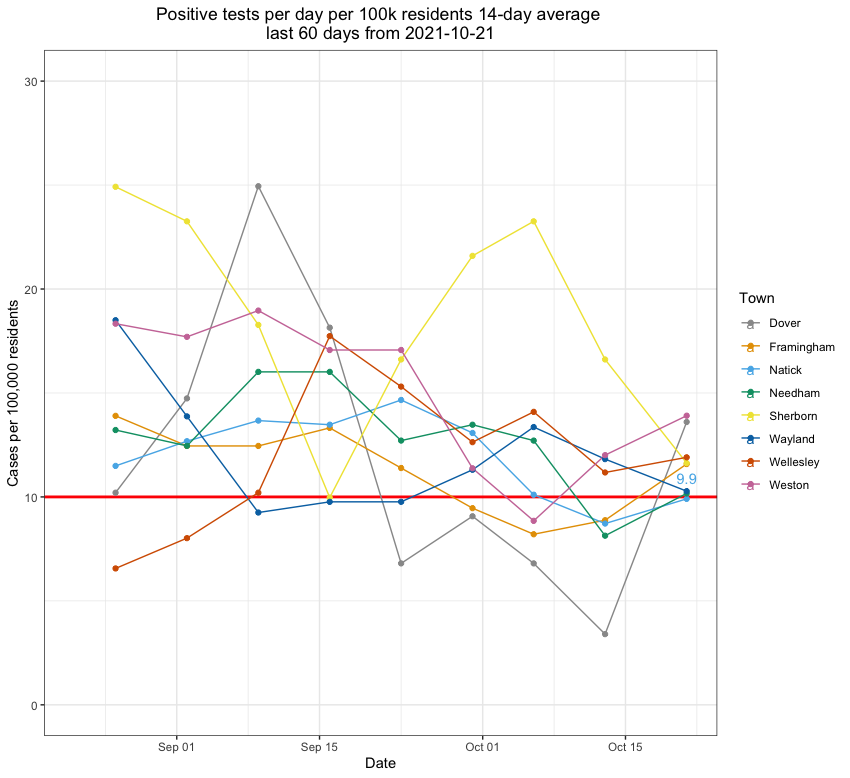 Positive tests per day per 100k residents 14-day average
last 60 days from 2021-10-21
Cases per 100,000 residents
30
20
10
0
9.9
Sep 01
Sep 15
Oct 01
Oct 15
Date
Town
a Dover
a Framingham
a Natick
a Needham
a Sherborn
a Wayland
a Wellesley
a Weston